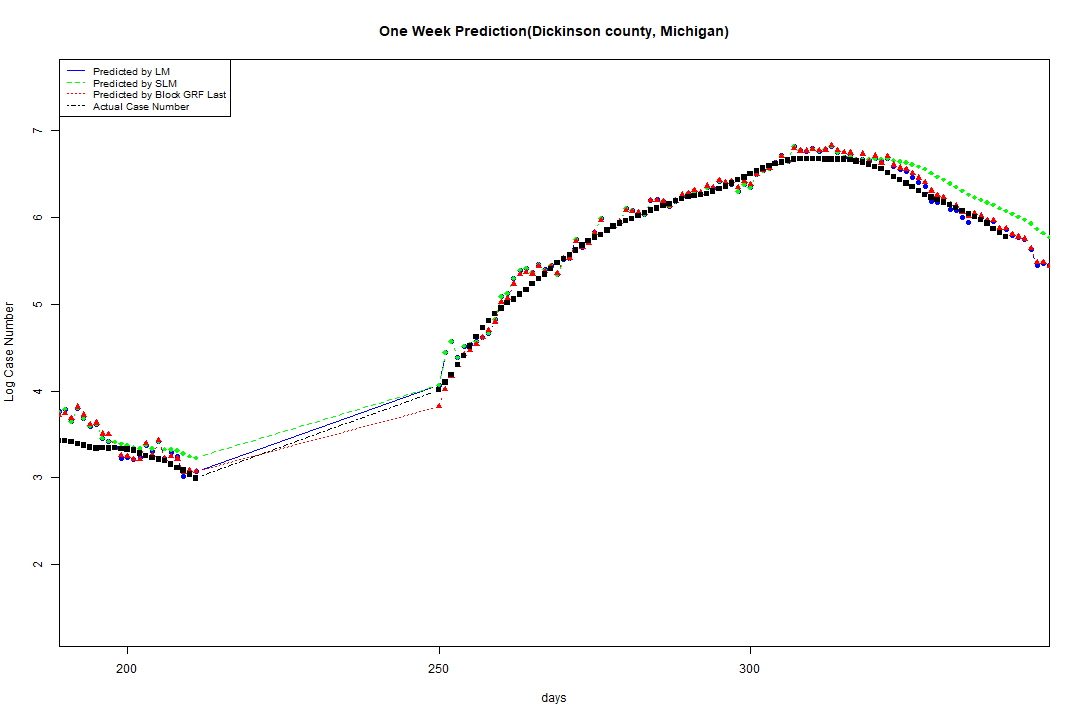 One Week Prediction(Dickinson county, Michigan)
Predicted by LM
Predicted by SLM
Predicted by Block GRF Last
Actual Case Number
7
6
5
4
3
2
Log Case Number
200 250 300
days